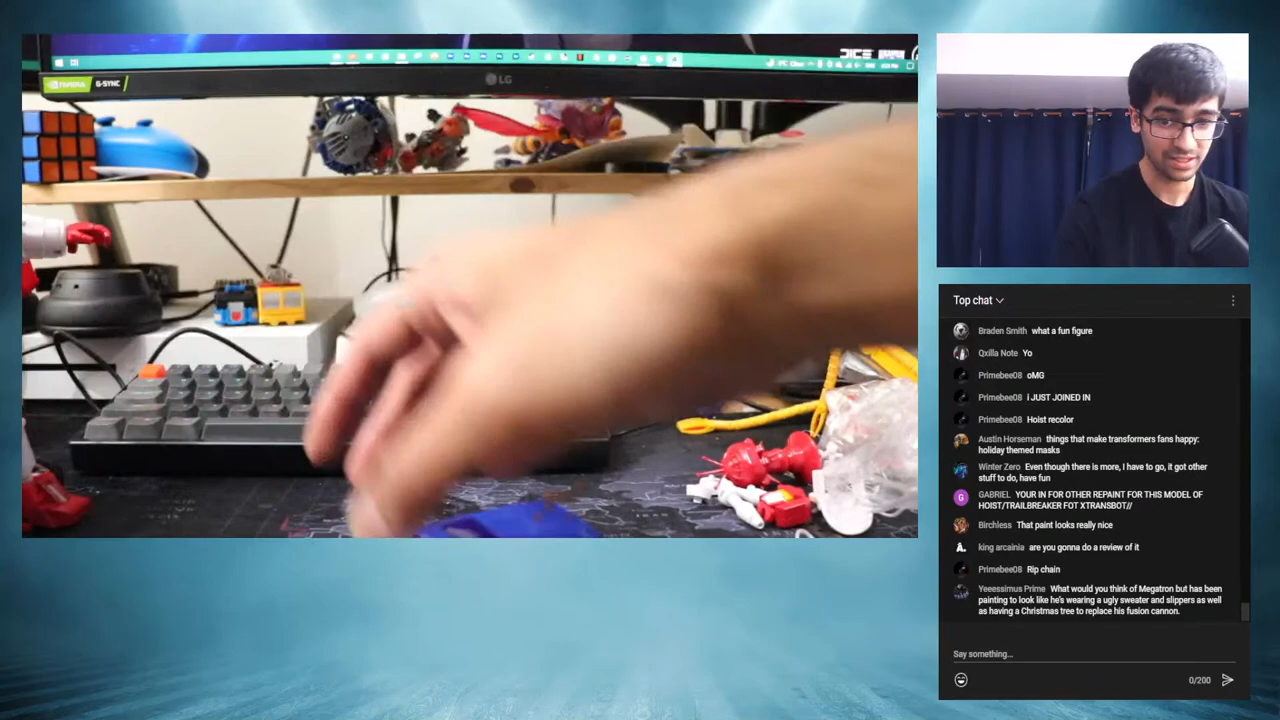 DICE
NVIDIA G-SYNC
LG
Top chat
Braden Smith what a fun figure
Qxilla Note Yo
Primebee08 oMG
Primebee08 i JUST JOINED IN
Primebee08 Hoist recolor
Austin Horseman things that make transformers fans happy:
holiday themed masks
Winter Zero Even though there is more, I have to go, it got other
stuff to do, have fun
G GABRIEL YOUR IN FOR OTHER REPAINT FOR THIS MODEL OF
HOIST/TRAILBREAKER FOT XTRANSBOT//
Birchless That paint looks really nice
A. king arcainia are you gonna do a review of it
Primebee08 Rip chain
Yeeessimus Prime What would you think of Megatron but has been
painting to look like he's wearing a ugly sweater and slippers as well
as having a Christmas tree to replace his fusion cannon.
Say something...
0/200